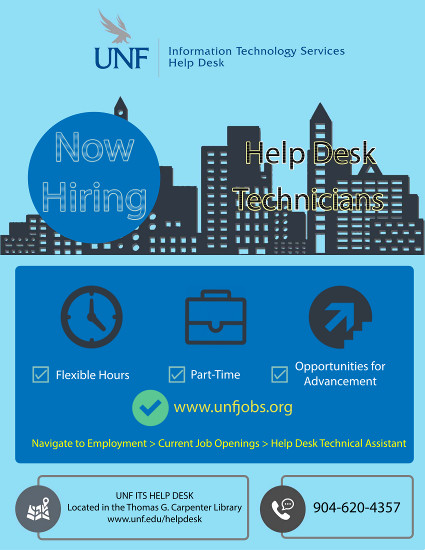 UNF
Information Technology Services
Help Desk
Now
Hiring
Help Desk
Technicians
Flexible Hours
Part-Time
Opportunities for
Advancement
www.unfjobs.org
Navigate to Employment > Current Job Openings > Help Desk Technical Assistant
UNF ITS HELP DESK
Located in the Thomas G. Carpenter Library
www.unf.edu/helpdesk
904-620-4357